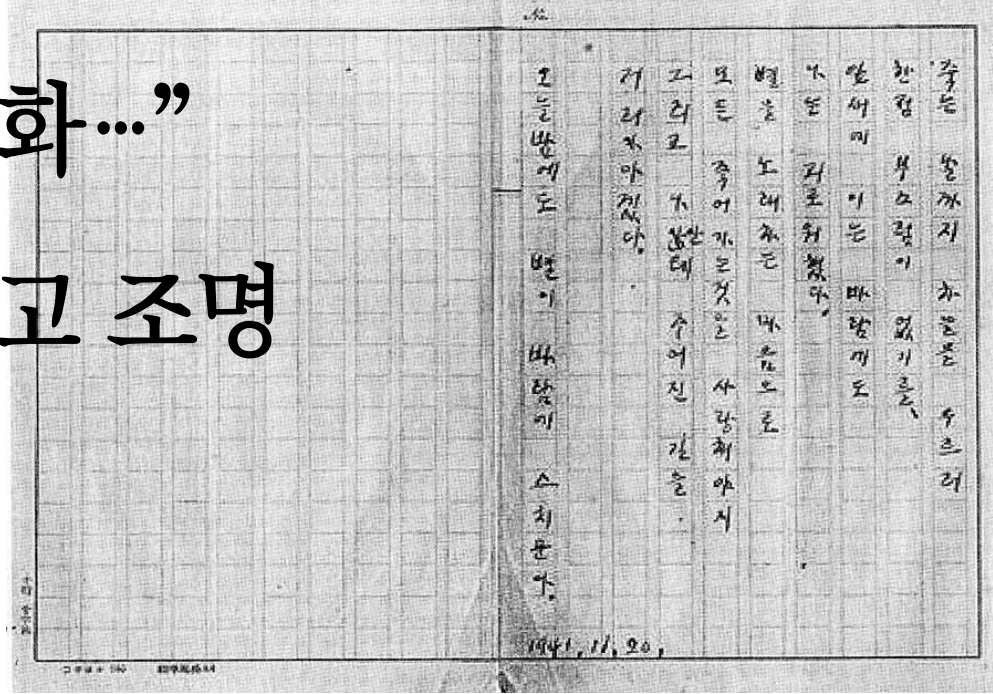 화…”
고 조명
No.
죽는 날까지 하늘을 우르러
한점 부끄럼이 없기를,
잎새에 이는 바람에도
나는 괴로워했다.
별을 노래하는 마음으로
모든 죽어가는것을 사랑해야지
그리고 나안테 주어진 길을
거러가야겠다.
오늘밤에도 별이 바람에 스치운다.
1941, 11, 20,